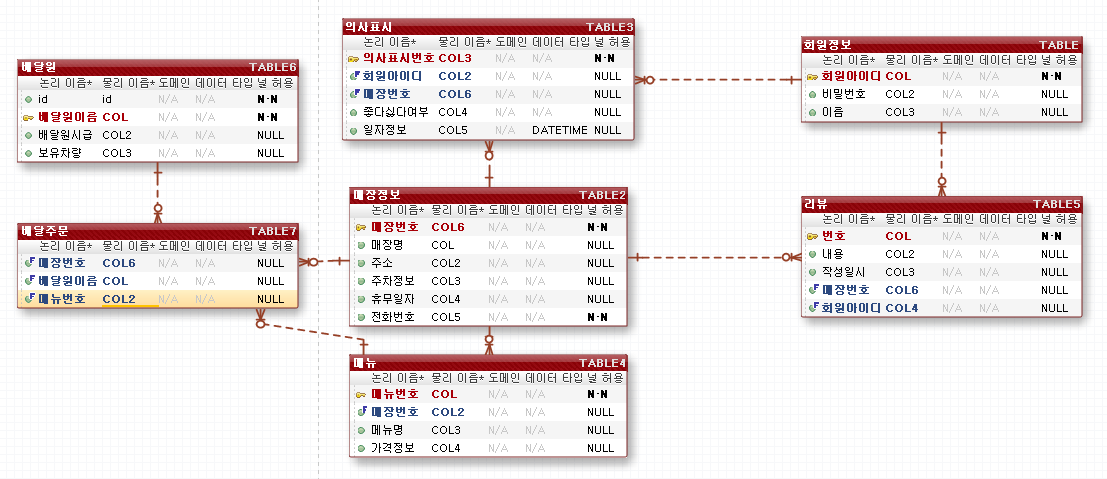 배달원 TABLE6
논리 이름* 물리 이름* 도메인 데이터 타입 널 허용
id id N/A N/A N-N
배달원이름 COL N/A N/A N-N
배달원시급 COL2 N/A N/A NULL
보유차량 COL3 N/A N/A NULL
의사표시 TABLE3
논리 이름* 물리 이름* 도메인 데이터 타입 널 허용
의사표시번호 COL3 N/A N/A N-N
회원아이디 COL2 N/A N/A NULL
매장번호 COL6 N/A N/A NULL
좋다싫다여부 COL4 N/A N/A NULL
일자정보 COL5 N/A DATETIME NULL
회원정보 TABLE
논리 이름* 물리 이름* 도메인 데이터 타입 널 허용
회원아이디 COL N/A N/A N-N
비밀번호 COL2 N/A N/A NULL
이름 COL3 N/A N/A NULL
배달주문 TABLE7
논리 이름* 물리 이름* 도메인 데이터 타입 널 허용
매장번호 COL6 N/A N/A NULL
배달원이름 COL N/A N/A NULL
메뉴번호 COL2 N/A N/A NULL
매장정보 TABLE2
논리 이름* 물리 이름* 도메인 데이터 타입 널 허용
매장번호 COL6 N/A N/A N-N
매장명 COL N/A N/A NULL
주소 COL2 N/A N/A NULL
주차정보 COL3 N/A N/A NULL
휴무일자 COL4 N/A N/A NULL
전화번호 COL5 N/A N/A N-N
리뷰 TABLE5
논리 이름* 물리 이름* 도메인 데이터 타입 널 허용
번호 COL N/A N/A N-N
내용 COL2 N/A N/A NULL
작성일시 COL3 N/A N/A NULL
매장번호 COL6 N/A N/A NULL
회원아이디 COL4 N/A N/A NULL
메뉴 TABLE4
논리 이름* 물리 이름* 도메인 데이터 타입 널 허용
메뉴번호 COL N/A N/A N-N
매장번호 COL2 N/A N/A NULL
메뉴명 COL3 N/A N/A NULL
가격정보 COL4 N/A N/A NULL